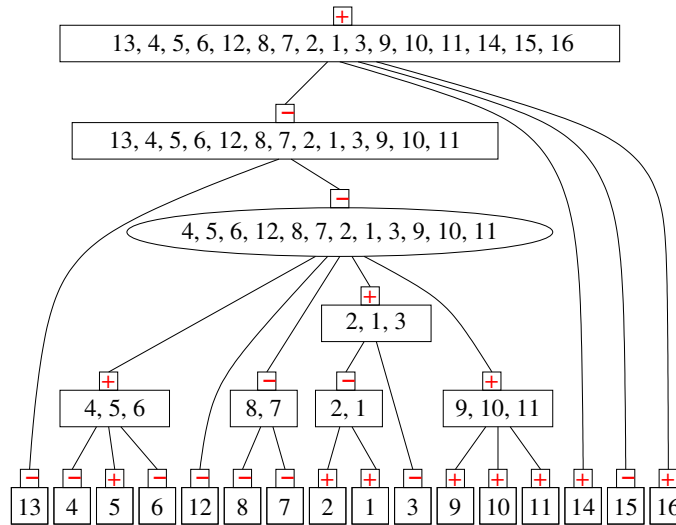 +
13, 4, 5, 6, 12, 8, 7, 2, 1, 3, 9, 10, 11, 14, 15, 16
−
13, 4, 5, 6, 12, 8, 7, 2, 1, 3, 9, 10, 11
−
4, 5, 6, 12, 8, 7, 2, 1, 3, 9, 10, 11
+
2, 1, 3
+ − − +
4, 5, 6 8, 7 2, 1 9, 10, 11
− − + − − − − + + − + + + + − +
13 4 5 6 12 8 7 2 1 3 9 10 11 14 15 16